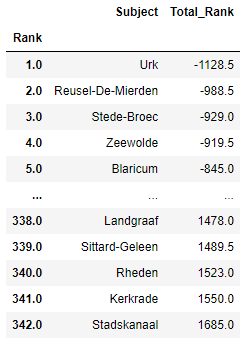 Subject Total_Rank
Rank
1.0 Urk -1128.5
2.0 Reusel-De-Mierden -988.5
3.0 Stede-Broec -929.0
4.0 Zeewolde -919.5
5.0 Blaricum -845.0
... ... ...
338.0 Landgraaf 1478.0
339.0 Sittard-Geleen 1489.5
340.0 Rheden 1523.0
341.0 Kerkrade 1550.0
342.0 Stadskanaal 1685.0